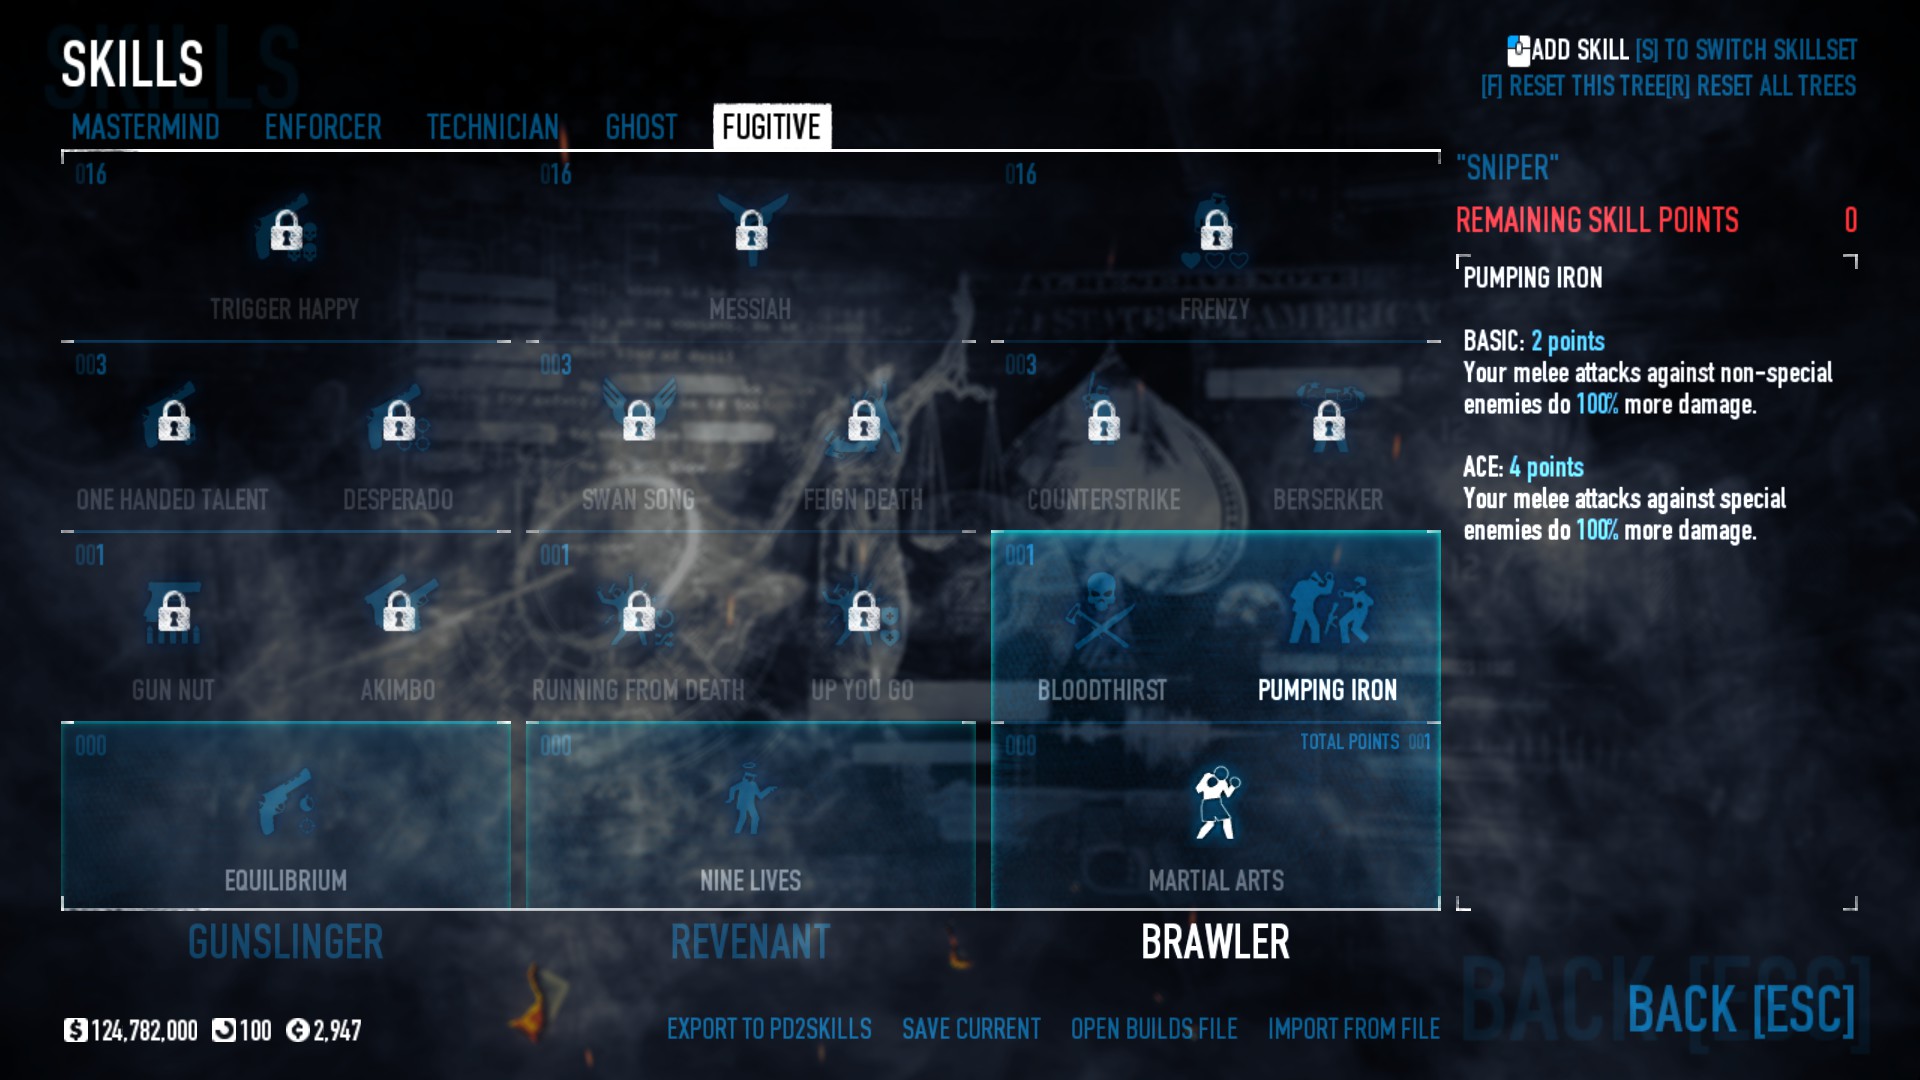 SKILLS
ADD SKILL [S] TO SWITCH SKILLSET
[F] RESET THIS TREE[R] RESET ALL TREES
MASTERMIND ENFORCER TECHNICIAN GHOST FUGITIVE
016 016 016
TRIGGER HAPPY MESSIAH FRENZY
003 003 003
ONE HANDED TALENT DESPERADO SWAN SONG FEIGN DEATH COUNTERSTRIKE BERSERKER
001 001 001
GUN NUT AKIMBO RUNNING FROM DEATH UP YOU GO BLOODTHIRST PUMPING IRON
000 000 000 TOTAL POINTS 001
EQUILIBRIUM NINE LIVES MARTIAL ARTS
GUNSLINGER REVENANT BRAWLER
"SNIPER"
REMAINING SKILL POINTS 0
PUMPING IRON
BASIC: 2 points
Your melee attacks against non-special
enemies do 100% more damage.
ACE: 4 points
Your melee attacks against special
enemies do 100% more damage.
124,782,000 100 2,947
EXPORT TO PD2SKILLS SAVE CURRENT OPEN BUILDS FILE IMPORT FROM FILE
BACK [ESC]